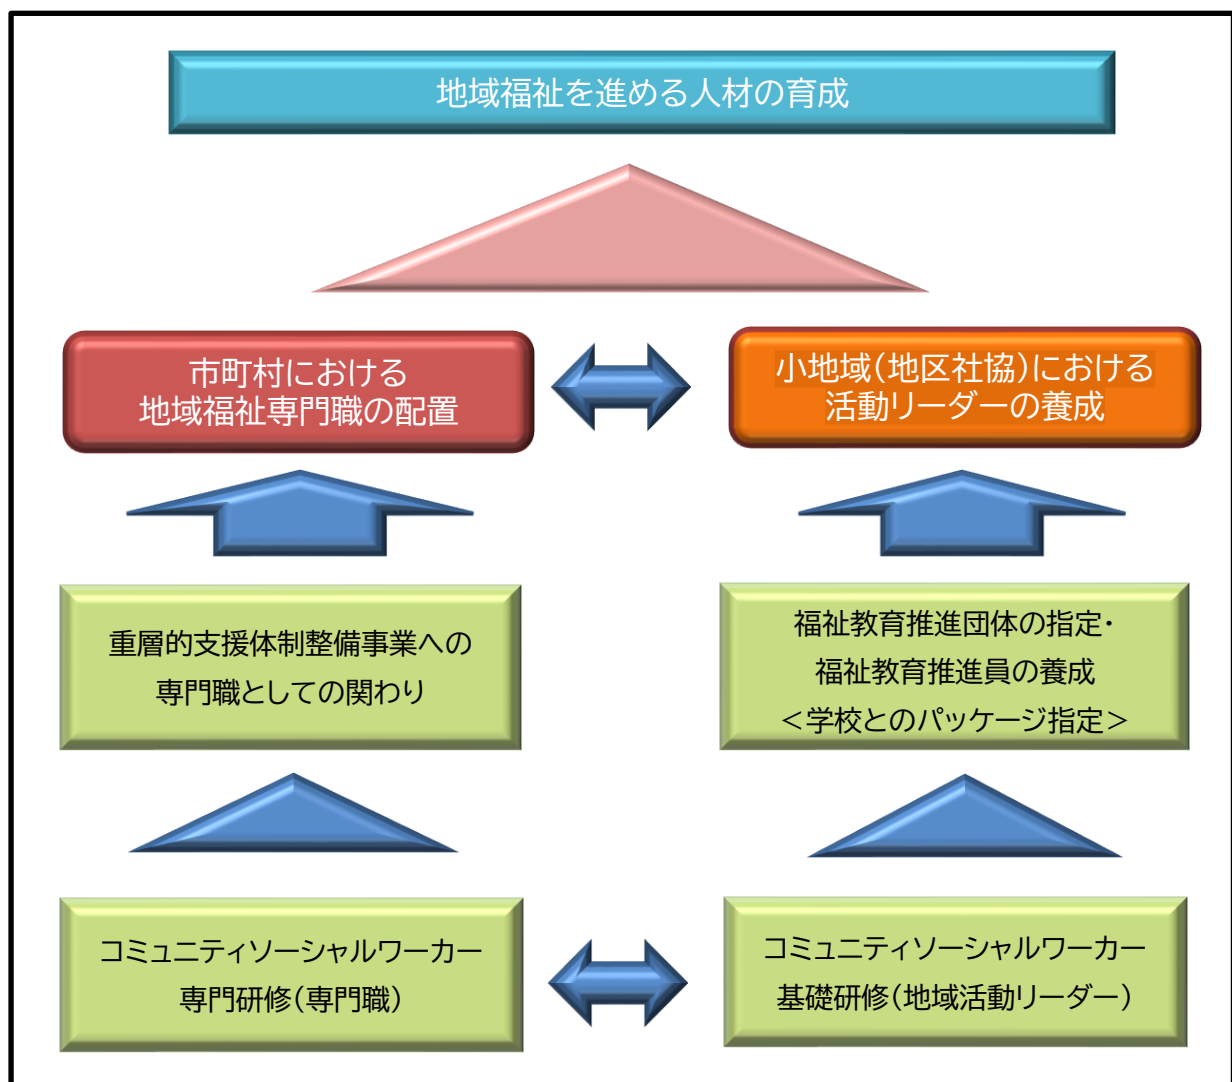 地域福祉を進める人材の育成
市町村における
地域福祉専門職の配置
小地域(地区社協)における
活動リーダーの養成
重層的支援体制整備事業への
専門職としての関わり
福祉教育推進団体の指定・
福祉教育推進員の養成
<学校とのパッケージ指定>
コミュニティソーシャルワーカー
専門研修(専門職)
コミュニティソーシャルワーカー
基礎研修(地域活動リーダー)